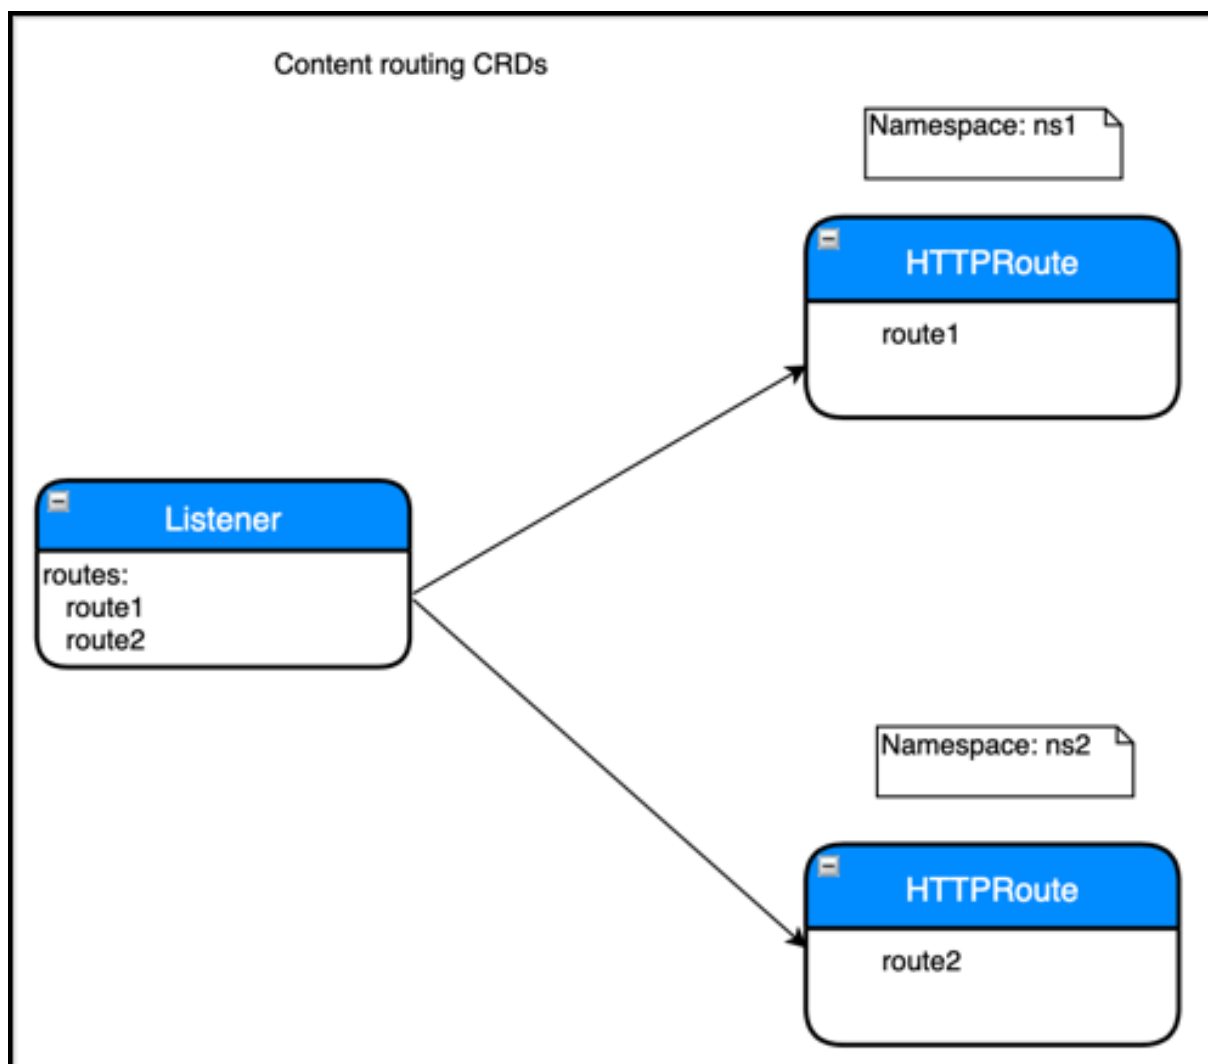 Content routing CRDs
Namespace: ns1
HTTPRoute
route1
Listener
routes:
route1
route2
Namespace: ns2
HTTPRoute
route2